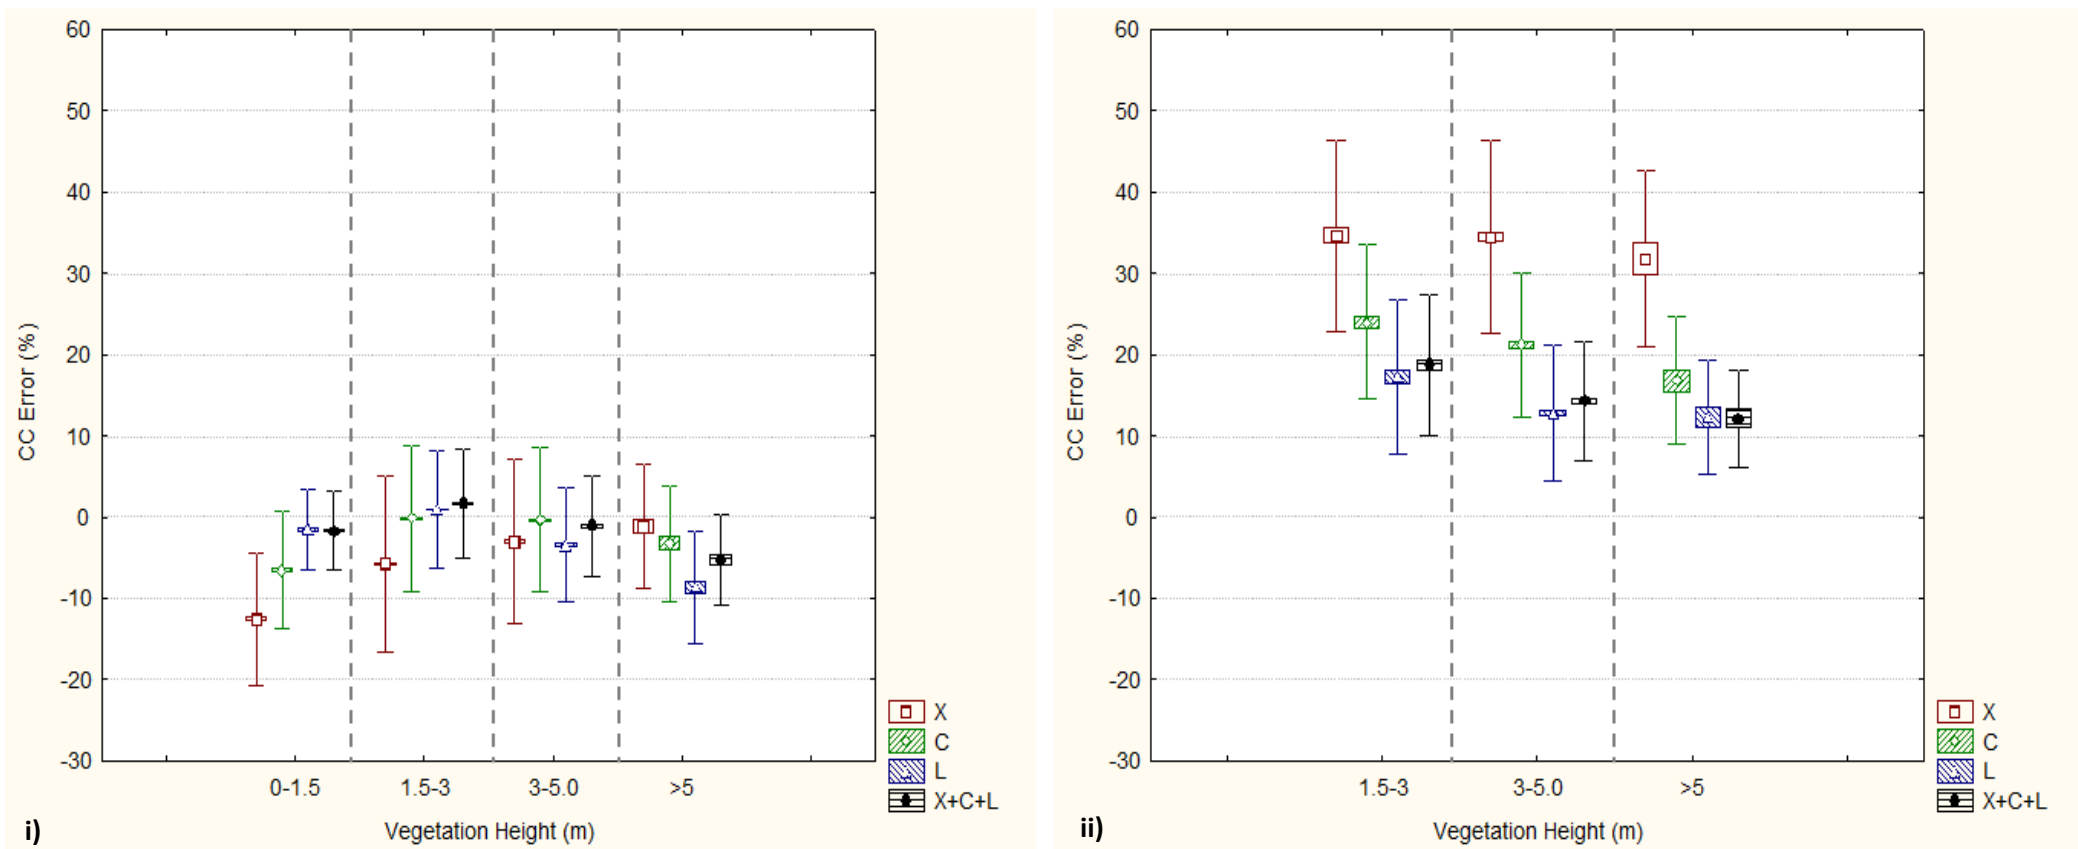 60
50
40
30
20
10
0
-10
-20
-30
CC Error (%)
0-1.5 1.5-3 3-5.0 >5
Vegetation Height (m)
X
C
L
X+C+L
i)
60
50
40
30
20
10
0
-10
-20
-30
CC Error (%)
1.5-3 3-5.0 >5
Vegetation Height (m)
X
C
L
X+C+L
ii)